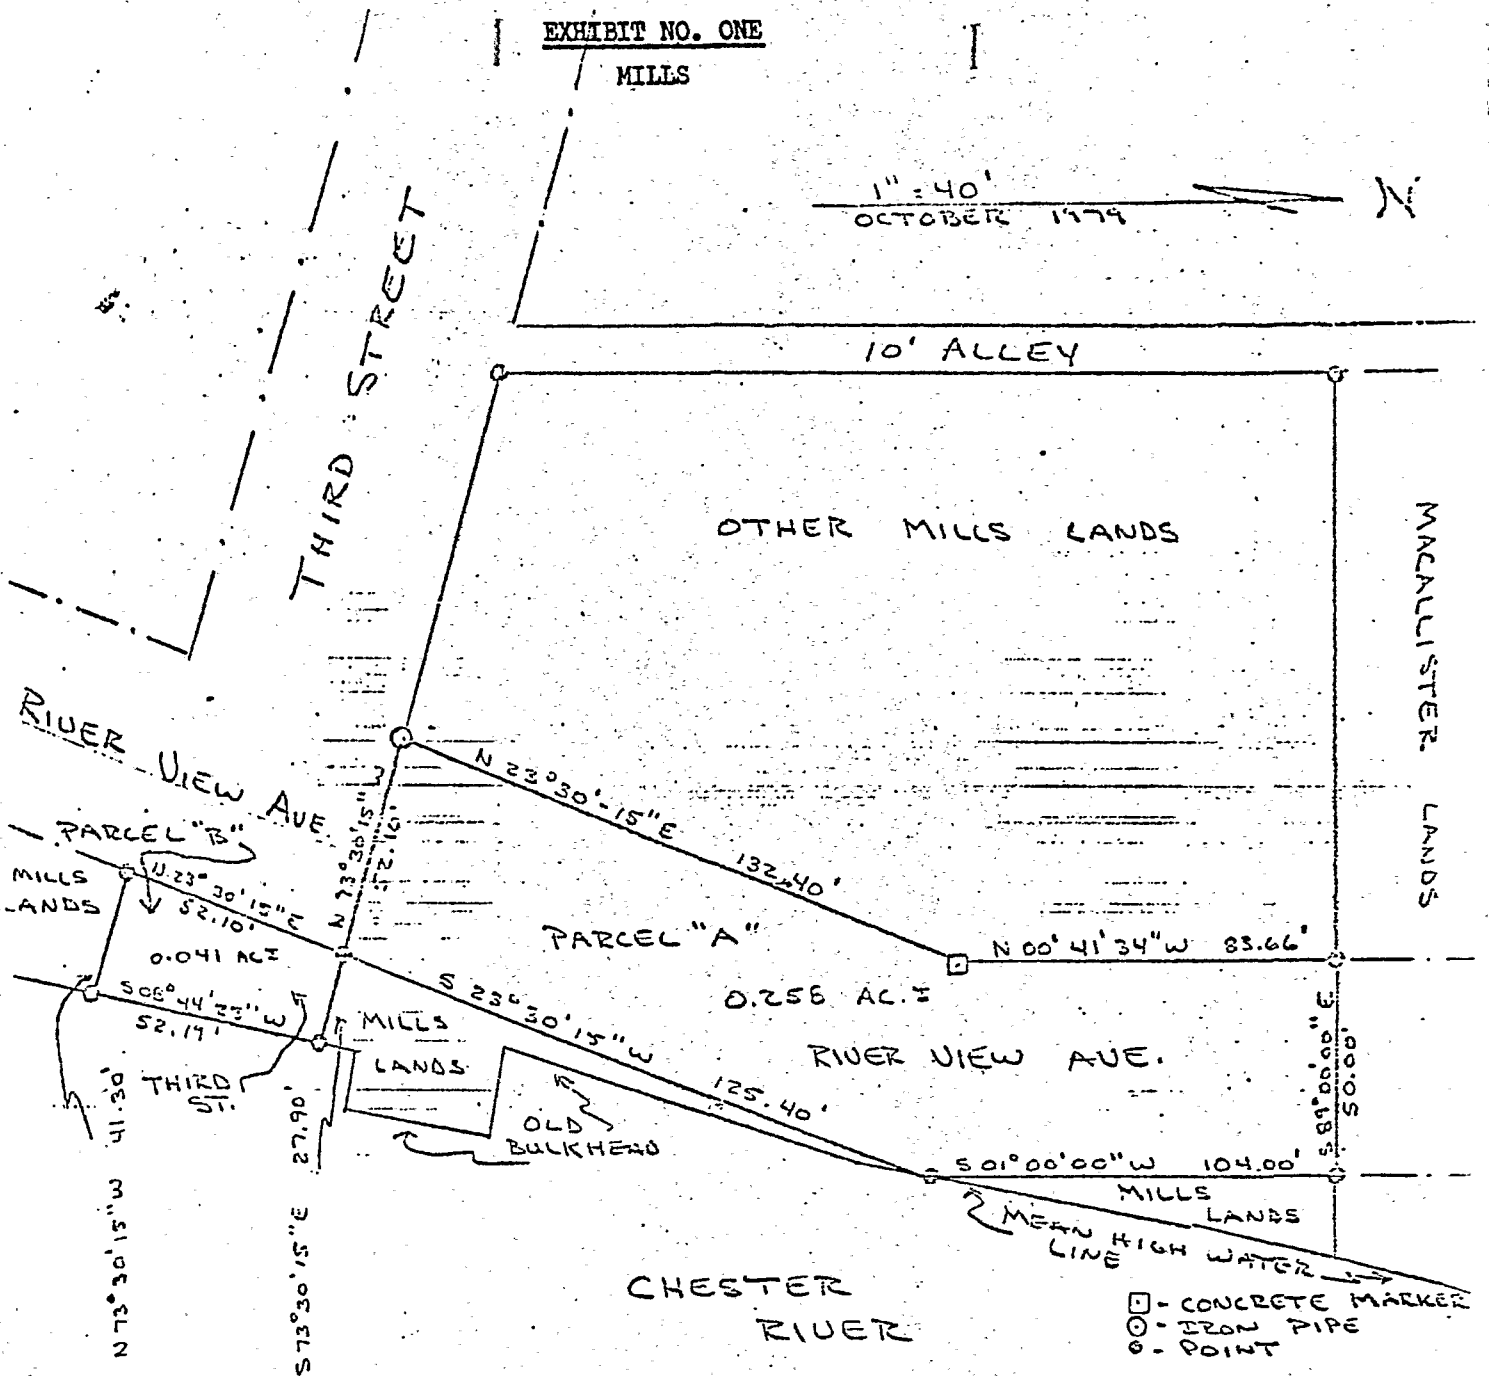 EXHIBIT NO. ONE
MILLS
1" = 40'
OCTOBER 1979
N
THIRD STREET
10' ALLEY
OTHER MILLS LANDS
MACALLISTER LANDS
RIVER VIEW AVE.
N 23°30'-15"E
132.40'
N 73°30'15"
52.16'
PARCEL "B"
MILLS
LANDS
N 23°30'15"E
52.10'
0.041 AC±
S 08°44'23"W
52.19'
PARCEL "A"
0.258 AC.±
N 00°41'34"W 83.66'
S 23°30'15"W
125.40'
RIVER VIEW AVE.
S 89°00'00"E
50.00'
MILLS
LANDS
THIRD
ST.
OLD
BULKHEAD
S 01°00'00"W 104.00'
MILLS
LANDS
MEAN HIGH WATER
LINE
N 73°30'15"W 41.30'
S 73°30'15"E 27.90'
CHESTER
RIVER
- CONCRETE MARKER
- IRON PIPE
- POINT